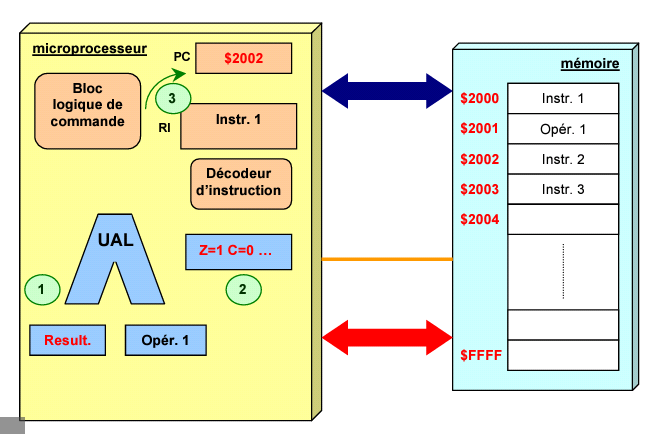 microprocesseur
PC
$2002
Bloc
logique de
commande
3
RI
Instr. 1
Décodeur
d'instruction
UAL
Z=1 C=0 ...
1
2
Result.
Opér. 1
mémoire
$2000
Instr. 1
$2001
Opér. 1
$2002
Instr. 2
$2003
Instr. 3
$2004
$FFFF